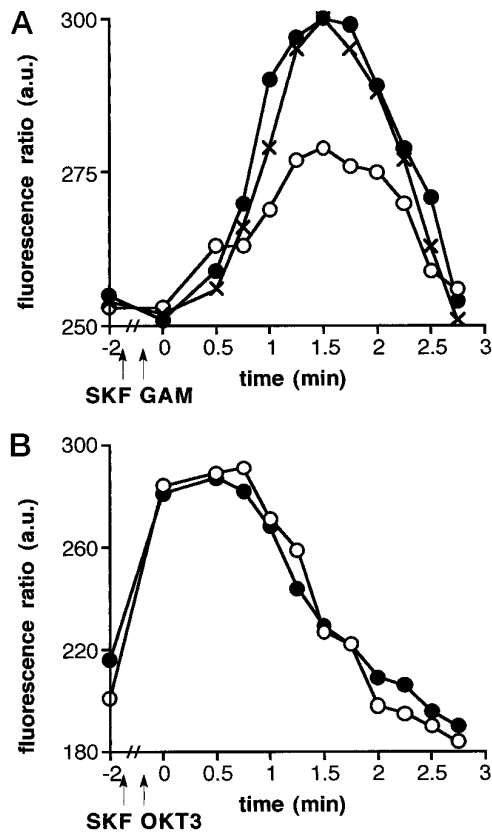 A
fluorescence ratio (a.u.)
300
275
250
-2 // 0 0.5 1 1.5 2 2.5 3
SKF GAM
time (min)
B
fluorescence ratio (a.u.)
300
260
220
180
-2 // 0 0.5 1 1.5 2 2.5 3
SKF OKT3
time (min)